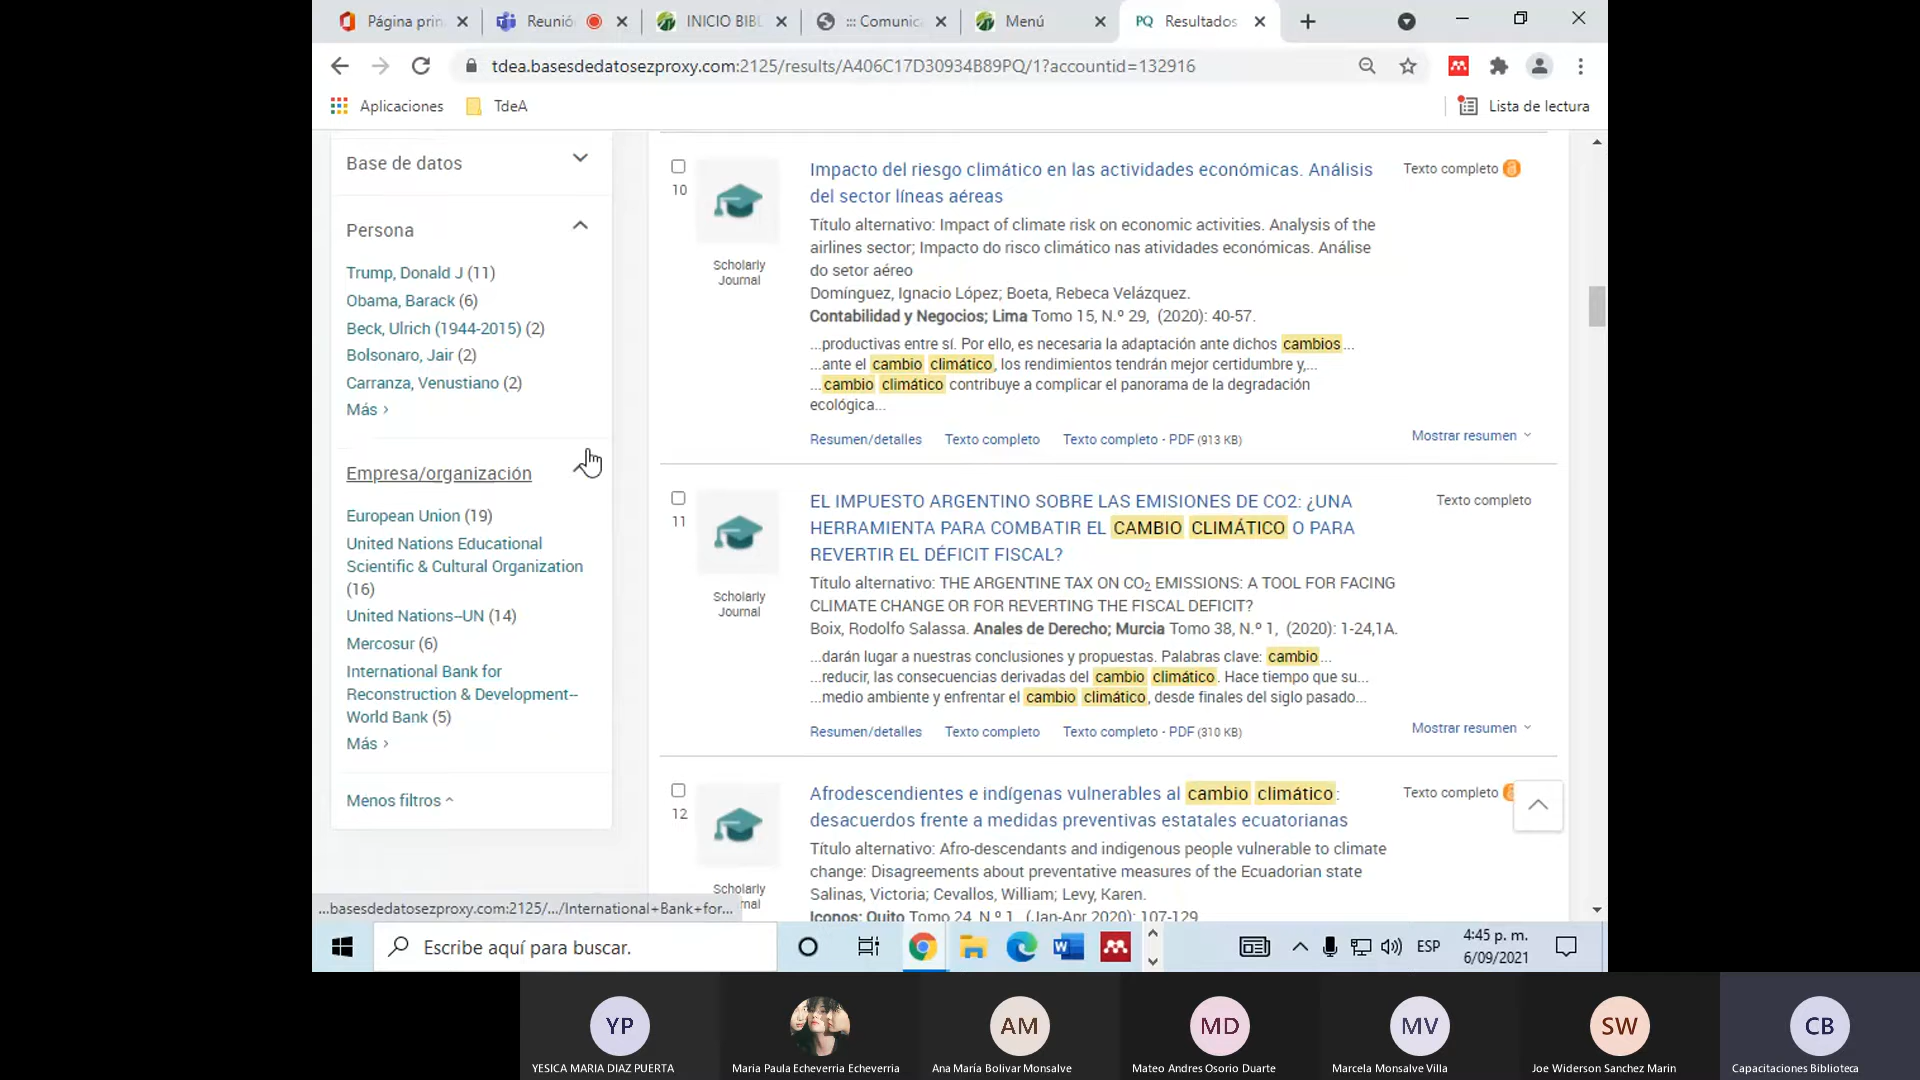 Página prin
Reunió
INICIO BIBL
::: Comunica
Menú
PQ Resultados
tdea.basesdedatosezproxy.com:2125/results/A406C17D30934B89PQ/1?accountid=132916
Aplicaciones
TdeA
Lista de lectura
Base de datos
Persona
Trump, Donald J (11)
Obama, Barack (6)
Beck, Ulrich (1944-2015) (2)
Bolsonaro, Jair (2)
Carranza, Venustiano (2)
Más ›
Empresa/organización
European Union (19)
United Nations Educational
Scientific & Cultural Organization
(16)
United Nations--UN (14)
Mercosur (6)
International Bank for
Reconstruction & Development--
World Bank (5)
Más ›
Menos filtros
10
Scholarly
Journal
Impacto del riesgo climático en las actividades económicas. Análisis
del sector líneas aéreas
Texto completo
Título alternativo: Impact of climate risk on economic activities. Analysis of the
airlines sector; Impacto do risco climático nas atividades económicas. Análise
do setor aéreo
Domínguez, Ignacio López; Boeta, Rebeca Velázquez.
Contabilidad y Negocios; Lima Tomo 15, N.º 29, (2020): 40-57.
...productivas entre sí. Por ello, es necesaria la adaptación ante dichos cambios...
...ante el cambio climático, los rendimientos tendrán mejor certidumbre y,...
...cambio climático contribuye a complicar el panorama de la degradación
ecológica...
Resumen/detalles Texto completo Texto completo - PDF (913 KB)
Mostrar resumen
11
Scholarly
Journal
EL IMPUESTO ARGENTINO SOBRE LAS EMISIONES DE CO2: ¿UNA
HERRAMIENTA PARA COMBATIR EL CAMBIO CLIMÁTICO O PARA
REVERTIR EL DÉFICIT FISCAL?
Texto completo
Título alternativo: THE ARGENTINE TAX ON CO2 EMISSIONS: A TOOL FOR FACING
CLIMATE CHANGE OR FOR REVERTING THE FISCAL DEFICIT?
Boix, Rodolfo Salassa. Anales de Derecho; Murcia Tomo 38, N.º 1, (2020): 1-24,1A.
...darán lugar a nuestras conclusiones y propuestas. Palabras clave: cambio...
...reducir, las consecuencias derivadas del cambio climático. Hace tiempo que su...
...medio ambiente y enfrentar el cambio climático, desde finales del siglo pasado...
Resumen/detalles Texto completo Texto completo - PDF (310 KB)
Mostrar resumen
12
Scholarly
nal
Afrodescendientes e indígenas vulnerables al cambio climático:
desacuerdos frente a medidas preventivas estatales ecuatorianas
Texto completo
Título alternativo: Afro-descendants and indigenous people vulnerable to climate
change: Disagreements about preventative measures of the Ecuadorian state
Salinas, Victoria; Cevallos, William; Levy, Karen.
Iconos; Quito Tomo 24, N.º 1, (Jan-Apr 2020): 107-129
...basesdedatosezproxy.com:2125/.../International+Bank+for...
Escribe aquí para buscar.
ESP
4:45 p. m.
6/09/2021
YP
AM
MD
MV
SW
CB
YESICA MARIA DIAZ PUERTA
Maria Paula Echeverria Echeverria
Ana María Bolivar Monsalve
Mateo Andres Osorio Duarte
Marcela Monsalve Villa
Joe Widerson Sanchez Marin
Capacitaciones Biblioteca